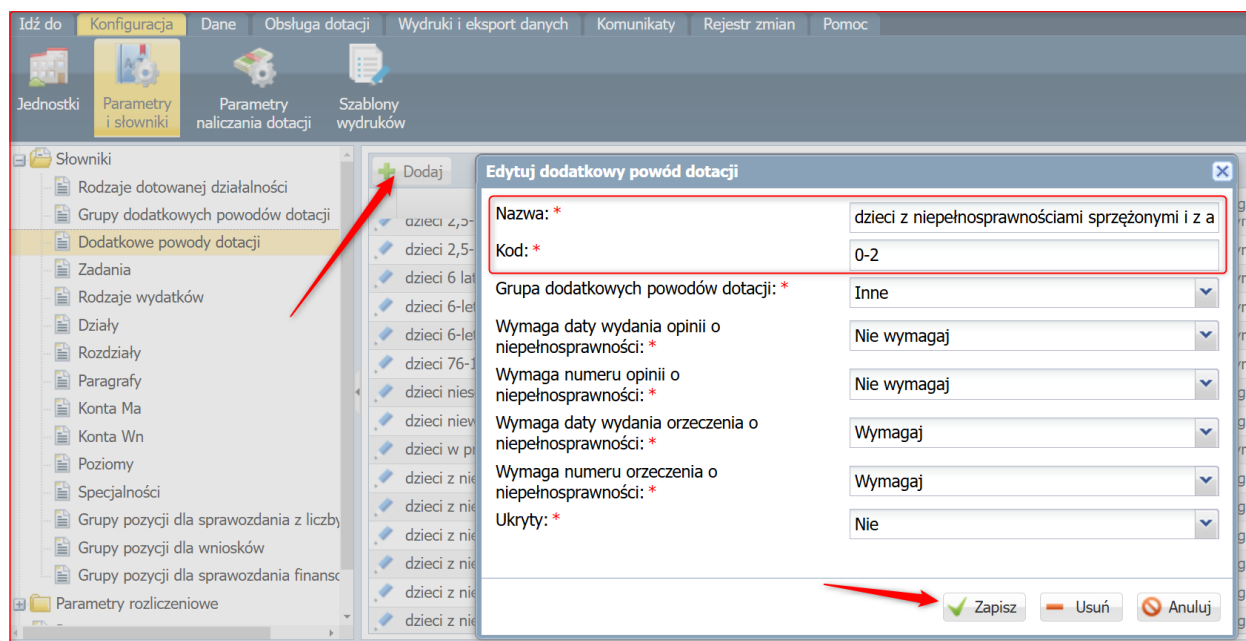 Idź do Konfiguracja Dane Obsługa dotacji Wydruki i eksport danych Komunikaty Rejestr zmian Pomoc
Jednostki
Parametry i słowniki
Parametry naliczania dotacji
Szablony wydruków
Słowniki
Rodzaje dotowanej działalności
Grupy dodatkowych powodów dotacji
Dodatkowe powody dotacji
Zadania
Rodzaje wydatków
Działy
Rozdziały
Paragrafy
Konta Ma
Konta Wn
Poziomy
Specjalności
Grupy pozycji dla sprawozdania z liczby
Grupy pozycji dla wniosków
Grupy pozycji dla sprawozdania finansc
Parametry rozliczeniowe
Dodaj
dzieci 2,5-
dzieci 2,5-
dzieci 6 lat
dzieci 6-let
dzieci 6-let
dzieci 76-1
dzieci nies
dzieci niew
dzieci w pr
dzieci z nie
dzieci z nie
dzieci z nie
dzieci z nie
dzieci z nie
dzieci z nie
Edytuj dodatkowy powód dotacji
Nazwa: * dzieci z niepełnosprawnościami sprzężonymi i z a
Kod: * 0-2
Grupa dodatkowych powodów dotacji: * Inne
Wymaga daty wydania opinii o
niepełnosprawności: * Nie wymagaj
Wymaga numeru opinii o
niepełnosprawności: * Nie wymagaj
Wymaga daty wydania orzeczenia o
niepełnosprawności: * Wymagaj
Wymaga numeru orzeczenia o
niepełnosprawności: * Wymagaj
Ukryty: * Nie
Zapisz Usuń Anuluj